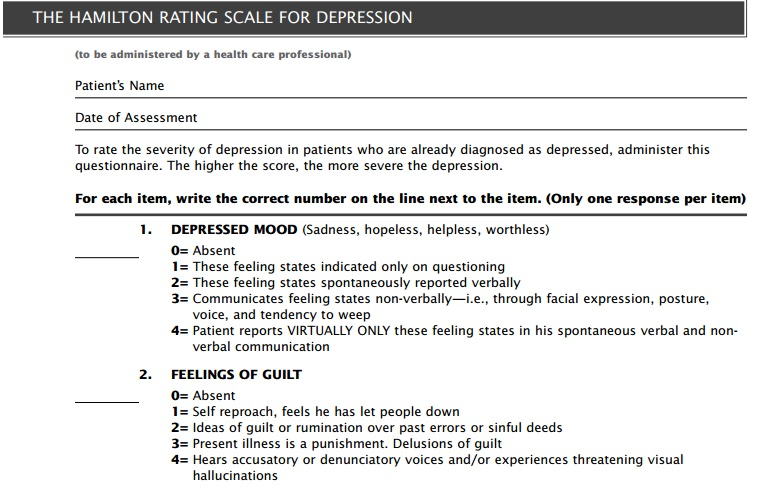 THE HAMILTON RATING SCALE FOR DEPRESSION
(to be administered by a health care professional)
Patient's Name
Date of Assessment
To rate the severity of depression in patients who are already diagnosed as depressed, administer this
questionnaire. The higher the score, the more severe the depression.
For each item, write the correct number on the line next to the item. (Only one response per item)
1. DEPRESSED MOOD (Sadness, hopeless, helpless, worthless)
0= Absent
1= These feeling states indicated only on questioning
2= These feeling states spontaneously reported verbally
3= Communicates feeling states non-verbally—i.e., through facial expression, posture,
voice, and tendency to weep
4= Patient reports VIRTUALLY ONLY these feeling states in his spontaneous verbal and non-
verbal communication
2. FEELINGS OF GUILT
0= Absent
1= Self reproach, feels he has let people down
2= Ideas of guilt or rumination over past errors or sinful deeds
3= Present illness is a punishment. Delusions of guilt
4= Hears accusatory or denunciatory voices and/or experiences threatening visual
hallucinations